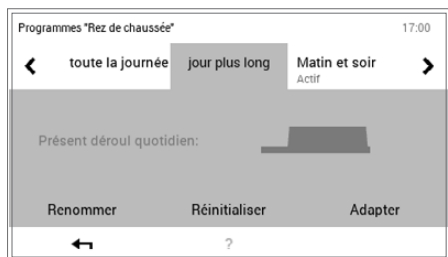 Programmes "Rez de chaussée" 17:00
toute la journée jour plus long Matin et soir
Actif
Présent déroul quotidien:
Renommer Réinitialiser Adapter
?